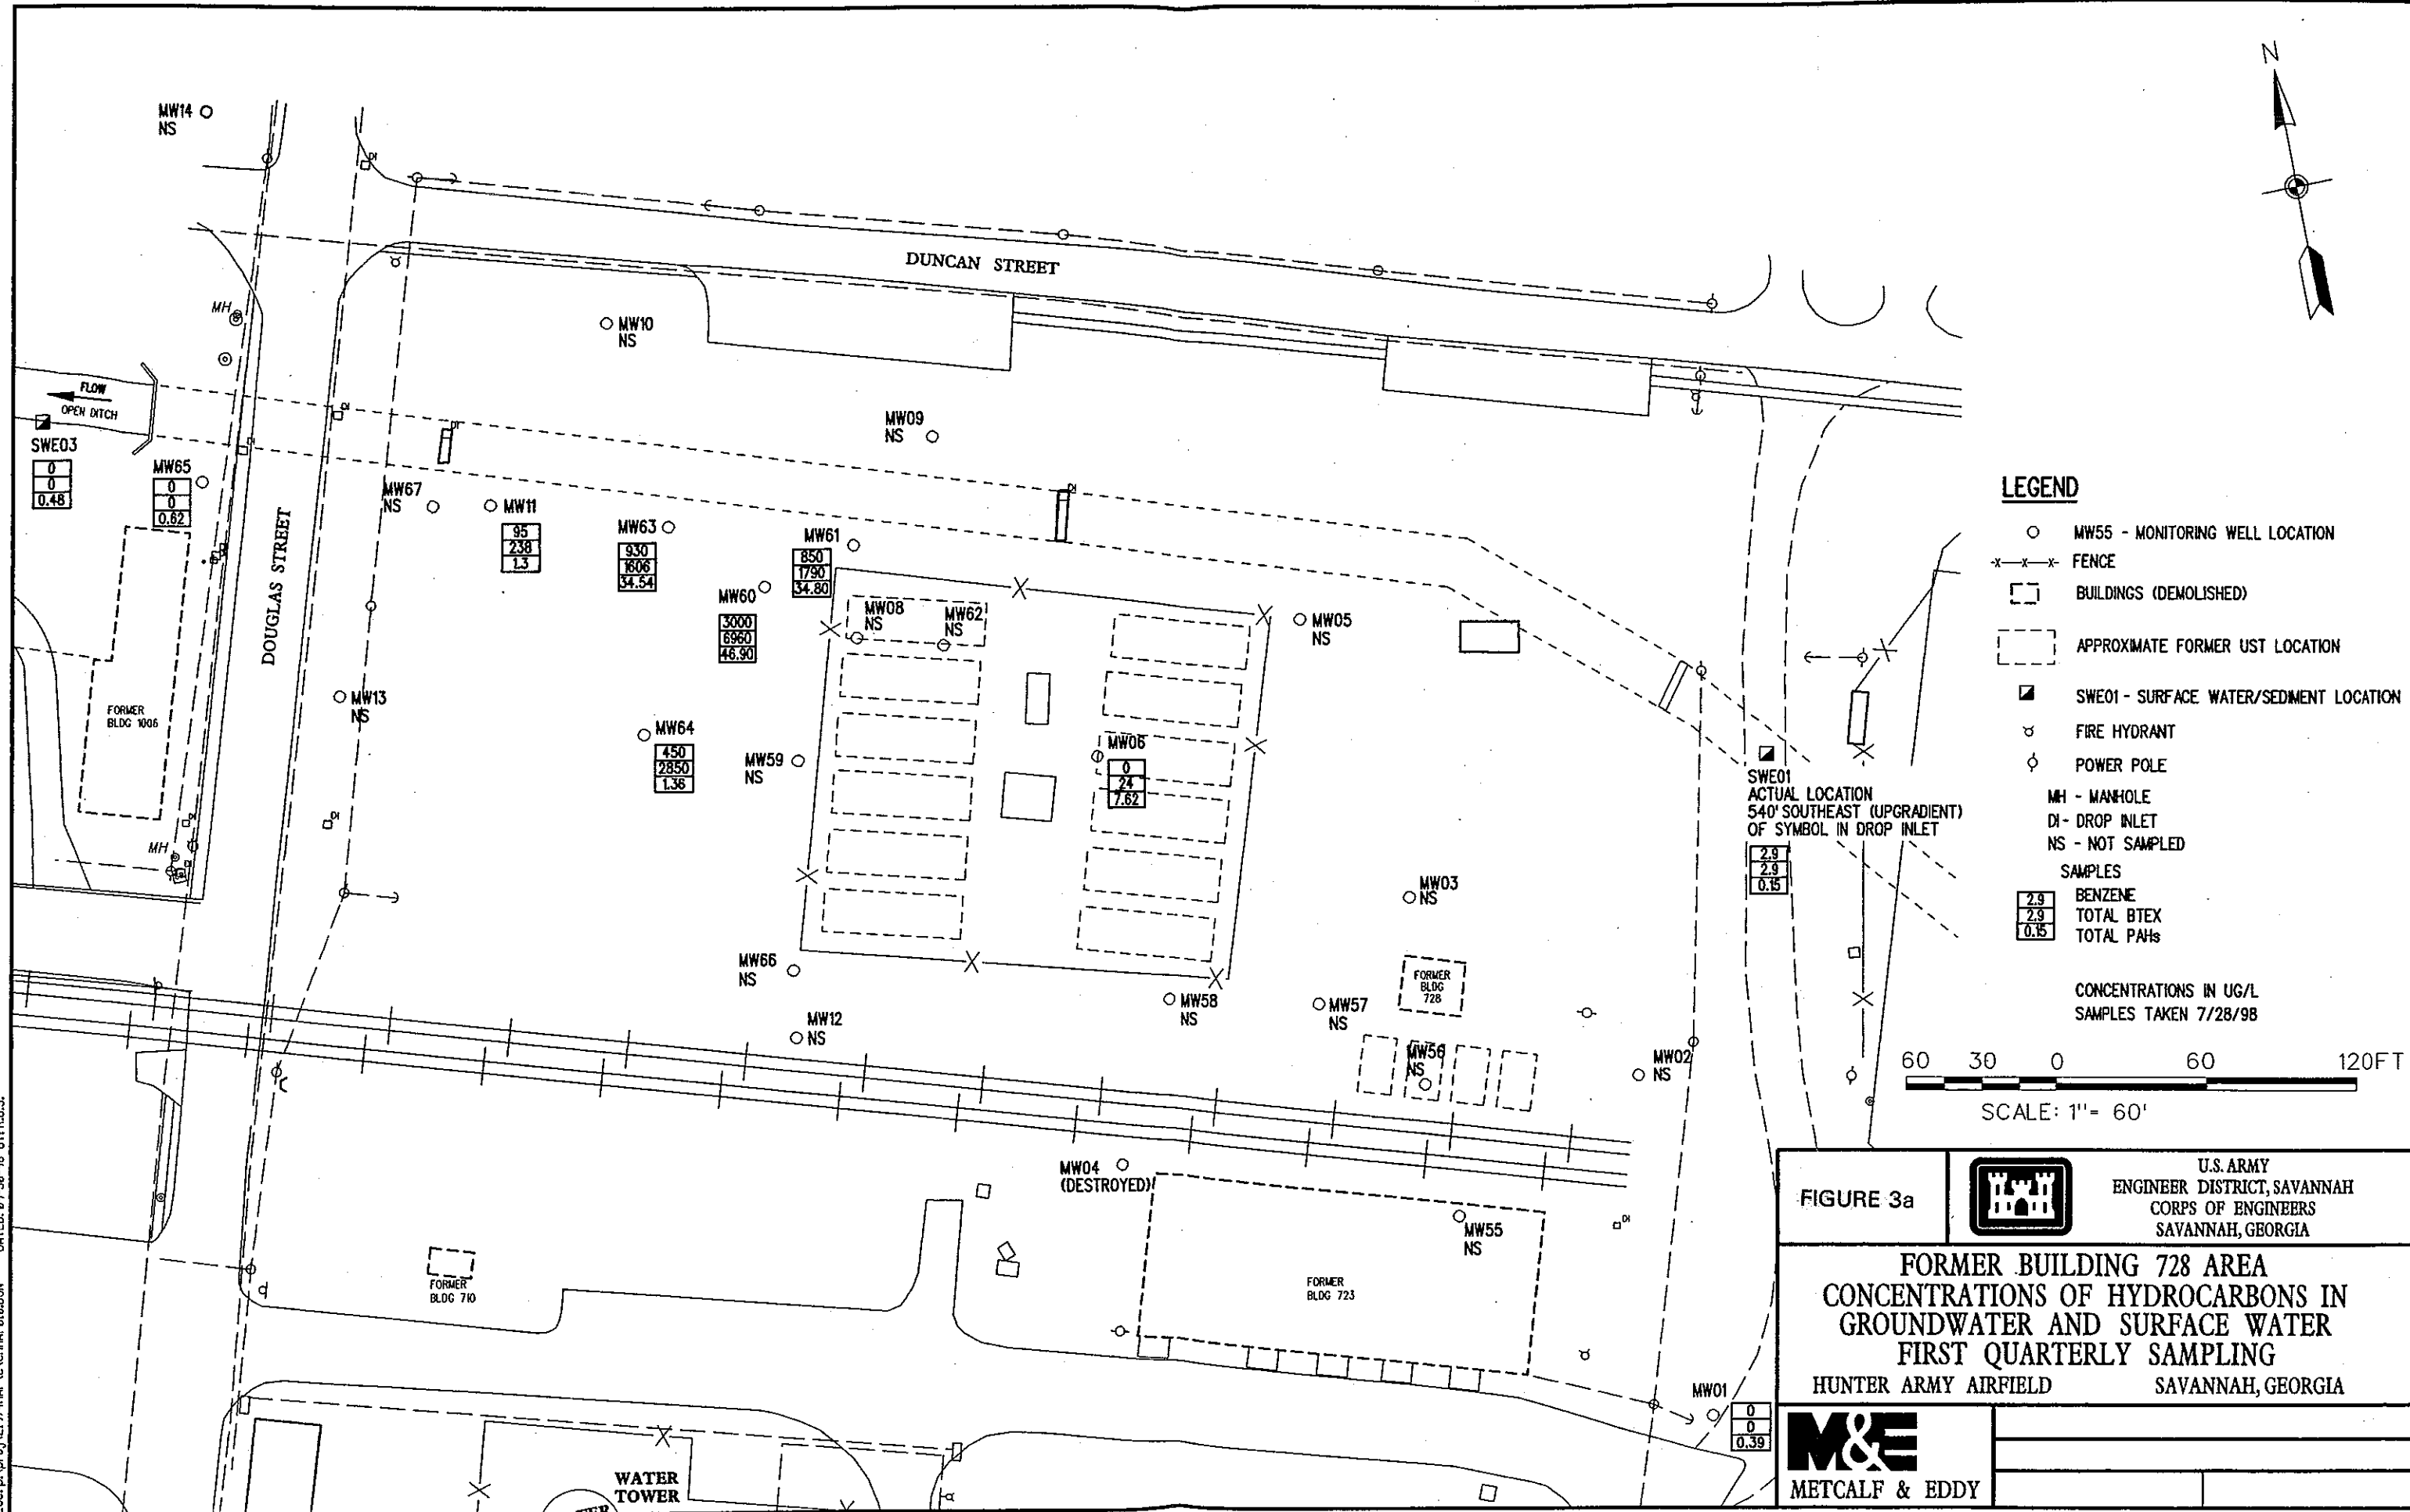 MW14
NS
DI
N
DUNCAN STREET
MH
MW10
NS
FLOW
OPEN DITCH
DI
DI
DI
SWE03
0
0
0.48
MW65
0
0
0.62
MW09
NS
DI
MW67
NS
MW11
95
238
1.3
MW63
930
1606
34.54
MW61
850
1790
34.80
MW60
3000
6960
46.90
MW08
NS
MW62
NS
MW05
NS
DOUGLAS STREET
FORMER
BLDG 1006
MW13
NS
MW64
450
2850
1.36
MW59
NS
MW06
0
24
7.62
SWE01
ACTUAL LOCATION
540' SOUTHEAST (UPGRADIENT)
OF SYMBOL IN DROP INLET
2.9
2.9
0.15
DI
DI
MH
MW03
NS
MW66
NS
MW12
NS
MW58
NS
MW57
NS
FORMER
BLDG
728
MW56
NS
MW02
NS
MW04
(DESTROYED)
MW55
NS
DI
FORMER
BLDG 710
FORMER
BLDG 723
MW01
0
0
0.39
WATER
TOWER
LEGEND
MW55 - MONITORING WELL LOCATION
-x—x—x- FENCE
BUILDINGS (DEMOLISHED)
APPROXIMATE FORMER UST LOCATION
SWE01 - SURFACE WATER/SEDIMENT LOCATION
FIRE HYDRANT
POWER POLE
MH - MANHOLE
DI - DROP INLET
NS - NOT SAMPLED
SAMPLES
2.9 BENZENE
2.9 TOTAL BTEX
0.15 TOTAL PAHs
CONCENTRATIONS IN UG/L
SAMPLES TAKEN 7/28/98
60 30 0 60 120FT
SCALE: 1"= 60'
FIGURE 3a
U.S. ARMY
ENGINEER DISTRICT, SAVANNAH
CORPS OF ENGINEERS
SAVANNAH, GEORGIA
FORMER BUILDING 728 AREA
CONCENTRATIONS OF HYDROCARBONS IN
GROUNDWATER AND SURFACE WATER
FIRST QUARTERLY SAMPLING
HUNTER ARMY AIRFIELD SAVANNAH, GEORGIA
M&E
METCALF & EDDY